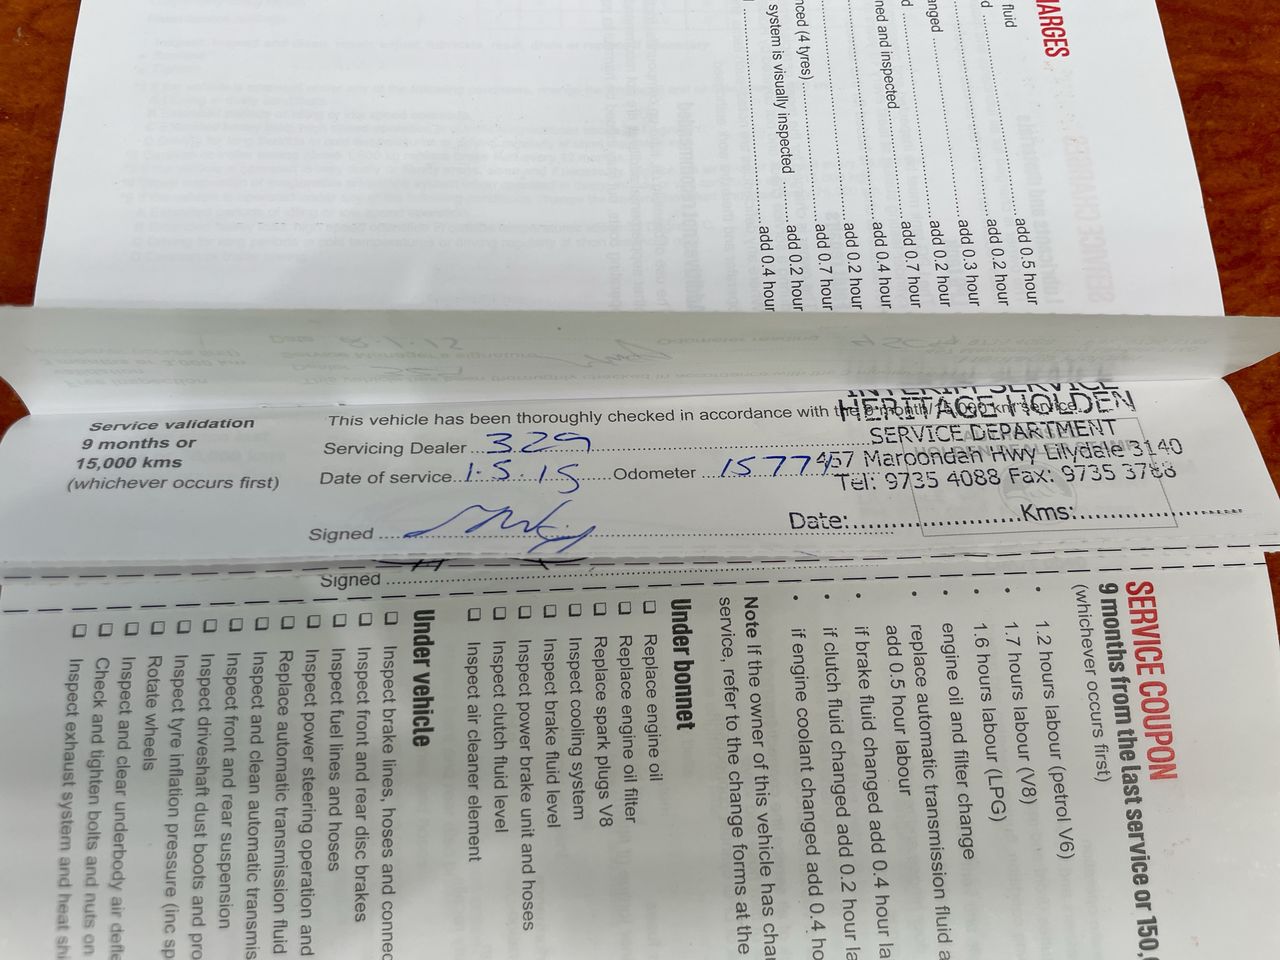 ARGES
fluid
add 0.5 hour
add 0.2 hour
add 0.3 hour
anged
add 0.2 hour
add 0.7 hour
ned and inspected
add 0.4 hour
add 0.2 hour
nced (4 tyres)
add 0.7 hour
system is visually inspected
add 0.2 hour
add 0.4 hour
Service validation
9 months or
15,000 kms
(whichever occurs first)
This vehicle has been thoroughly checked in accordance with the 9 month/15,000 km service.
Servicing Dealer 329
Date of service 1.5.15 Odometer 15774
Signed
INTERIM SERVICE
HERITAGE HOLDEN
SERVICE DEPARTMENT
457 Maroondah Hwy Lilydale 3140
Tel: 9735 4088 Fax: 9735 3788
Date: Kms:
Signed
SERVICE COUPON
9 months from the last service or 150,
(whichever occurs first)
• 1.2 hours labour (petrol V6)
• 1.7 hours labour (V8)
• 1.6 hours labour (LPG)
• engine oil and filter change
• replace automatic transmission fluid a
add 0.5 hour labour
• if brake fluid changed add 0.4 hour la
• if clutch fluid changed add 0.2 hour la
• if engine coolant changed add 0.4 ho
Note If the owner of this vehicle has chan
service, refer to the change forms at the
Under bonnet
❑ Replace engine oil
❑ Replace engine oil filter
❑ Replace spark plugs V8
❑ Inspect cooling system
❑ Inspect brake fluid level
❑ Inspect power brake unit and hoses
❑ Inspect clutch fluid level
❑ Inspect air cleaner element
Under vehicle
❑ Inspect brake lines, hoses and connec
❑ Inspect front and rear disc brakes
❑ Inspect fuel lines and hoses
❑ Inspect power steering operation and
❑ Replace automatic transmission fluid
❑ Inspect and clean automatic transmis
❑ Inspect front and rear suspension
❑ Inspect driveshaft dust boots and pro
❑ Inspect tyre inflation pressure (inc sp
❑ Rotate wheels
❑ Inspect and clear underbody air defle
❑ Check and tighten bolts and nuts on
❑ Inspect exhaust system and heat shi